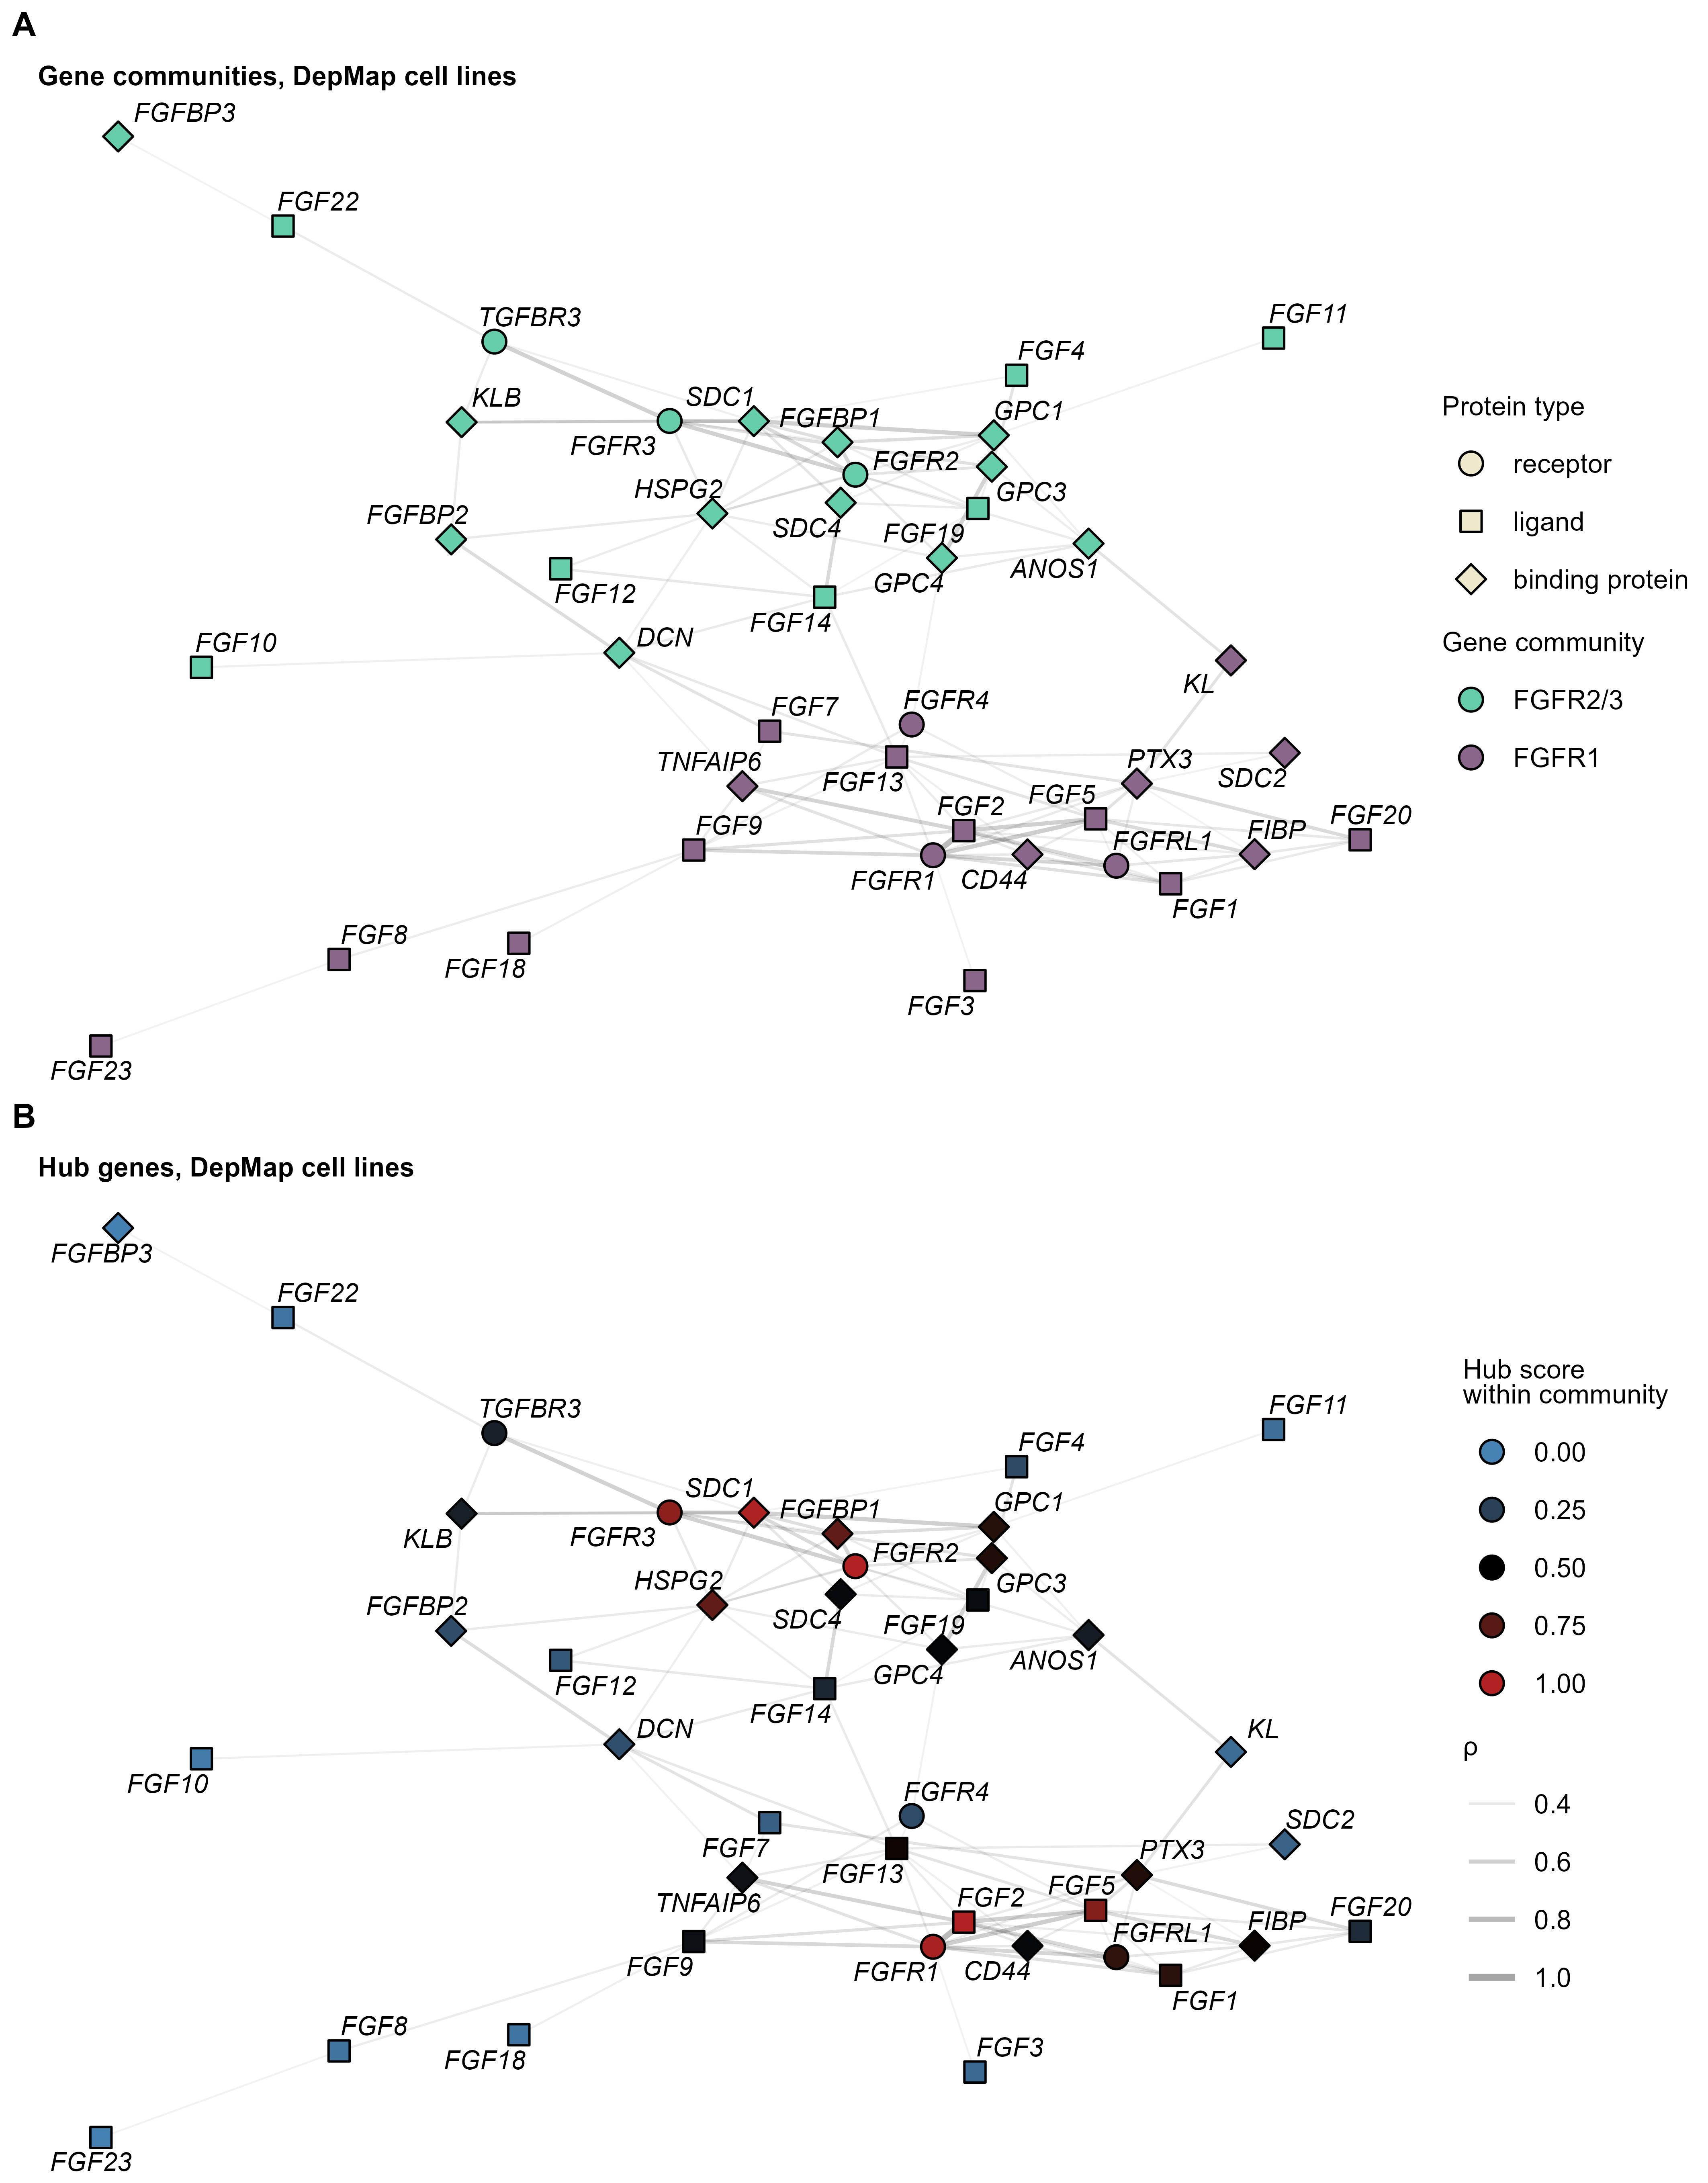 A
Gene communities, DepMap cell lines
FGFBP3
FGF22
TGFBR3
FGF11
FGF4
KLB
SDC1
FGFBP1
GPC1
FGFR3
FGFR2
HSPG2
GPC3
FGFBP2
SDC4
FGF19
ANOS1
GPC4
FGF12
FGF14
FGF10
DCN
KL
FGF7
FGFR4
TNFAIP6
FGF13
PTX3
SDC2
FGF9
FGF2
FGF5
FGF20
FGFRL1
FIBP
FGFR1
CD44
FGF1
FGF8
FGF18
FGF3
FGF23
Protein type
receptor
ligand
binding protein
Gene community
FGFR2/3
FGFR1
B
Hub genes, DepMap cell lines
FGFBP3
FGF22
TGFBR3
FGF11
FGF4
SDC1
FGFBP1
GPC1
KLB
FGFR3
FGFR2
HSPG2
GPC3
FGFBP2
SDC4
FGF19
ANOS1
GPC4
FGF12
FGF14
DCN
KL
FGF10
FGFR4
SDC2
FGF7
FGF13
PTX3
TNFAIP6
FGF2
FGF5
FGF20
FGFRL1
FIBP
FGF9
FGFR1
CD44
FGF1
FGF8
FGF18
FGF3
FGF23
Hub score
within community
0.00
0.25
0.50
0.75
1.00
ρ
0.4
0.6
0.8
1.0